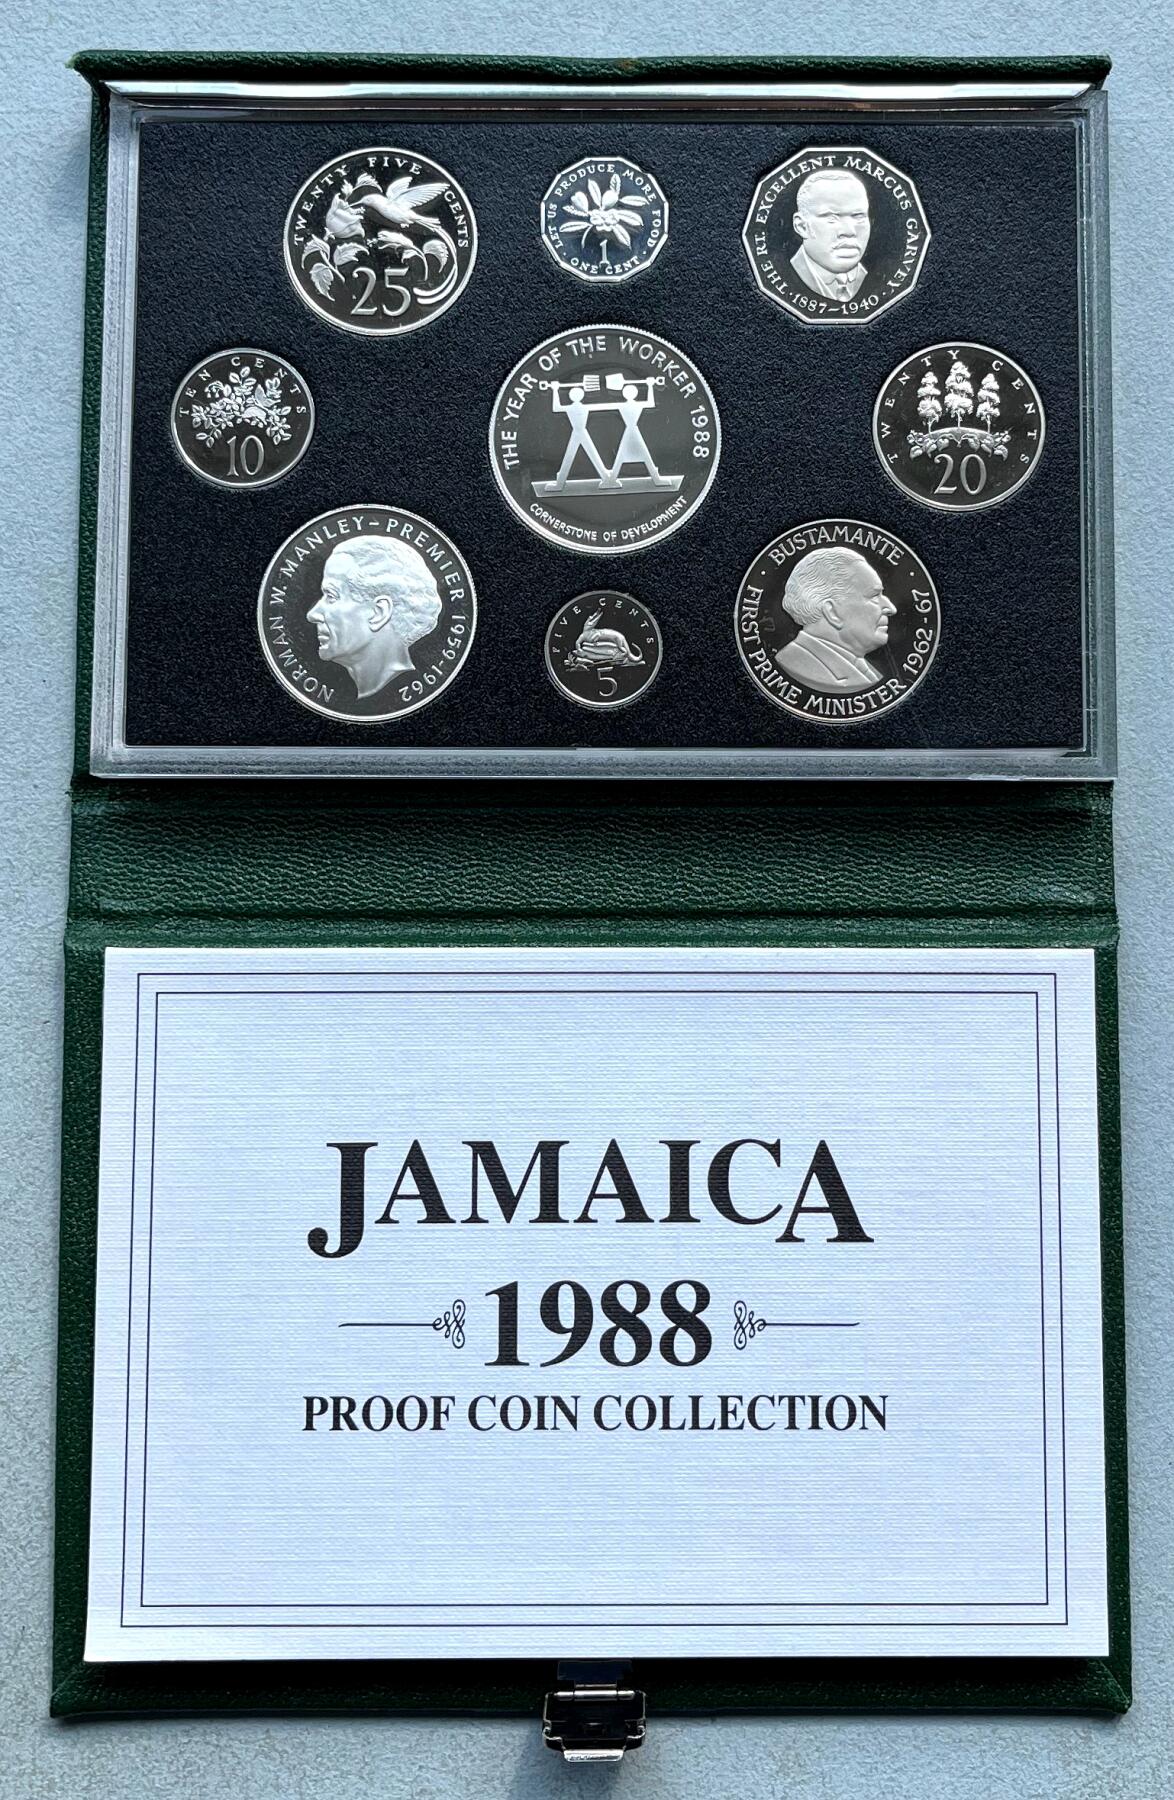 TWENTY FIVE CENTS
25
LET US PRODUCE MORE FOOD
1
· ONE CENT ·
THE RT. EXCELLENT MARCUS GARVEY
· 1887–1940 ·
TEN CENTS
10
THE YEAR OF THE WORKER 1988
CORNERSTONE OF DEVELOPMENT
TWENTY CENTS
20
NORMAN W. MANLEY – PREMIER 1959-1962
FIVE CENTS
5
· BUSTAMANTE ·
FIRST PRIME MINISTER 1962-67
JAMAICA
1988
PROOF COIN COLLECTION